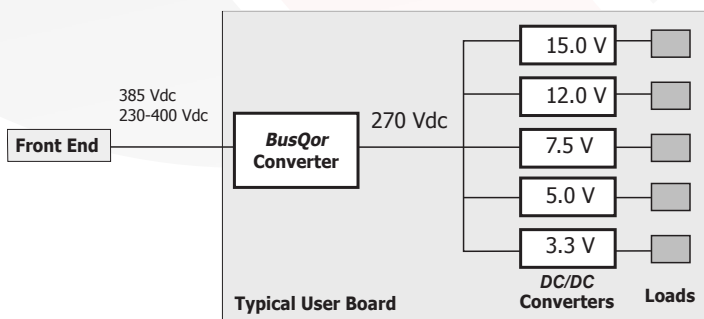 385 Vdc
230-400 Vdc
Front End
BusQor
Converter
270 Vdc
15.0 V
12.0 V
7.5 V
5.0 V
3.3 V
DC/DC
Converters
Loads
Typical User Board